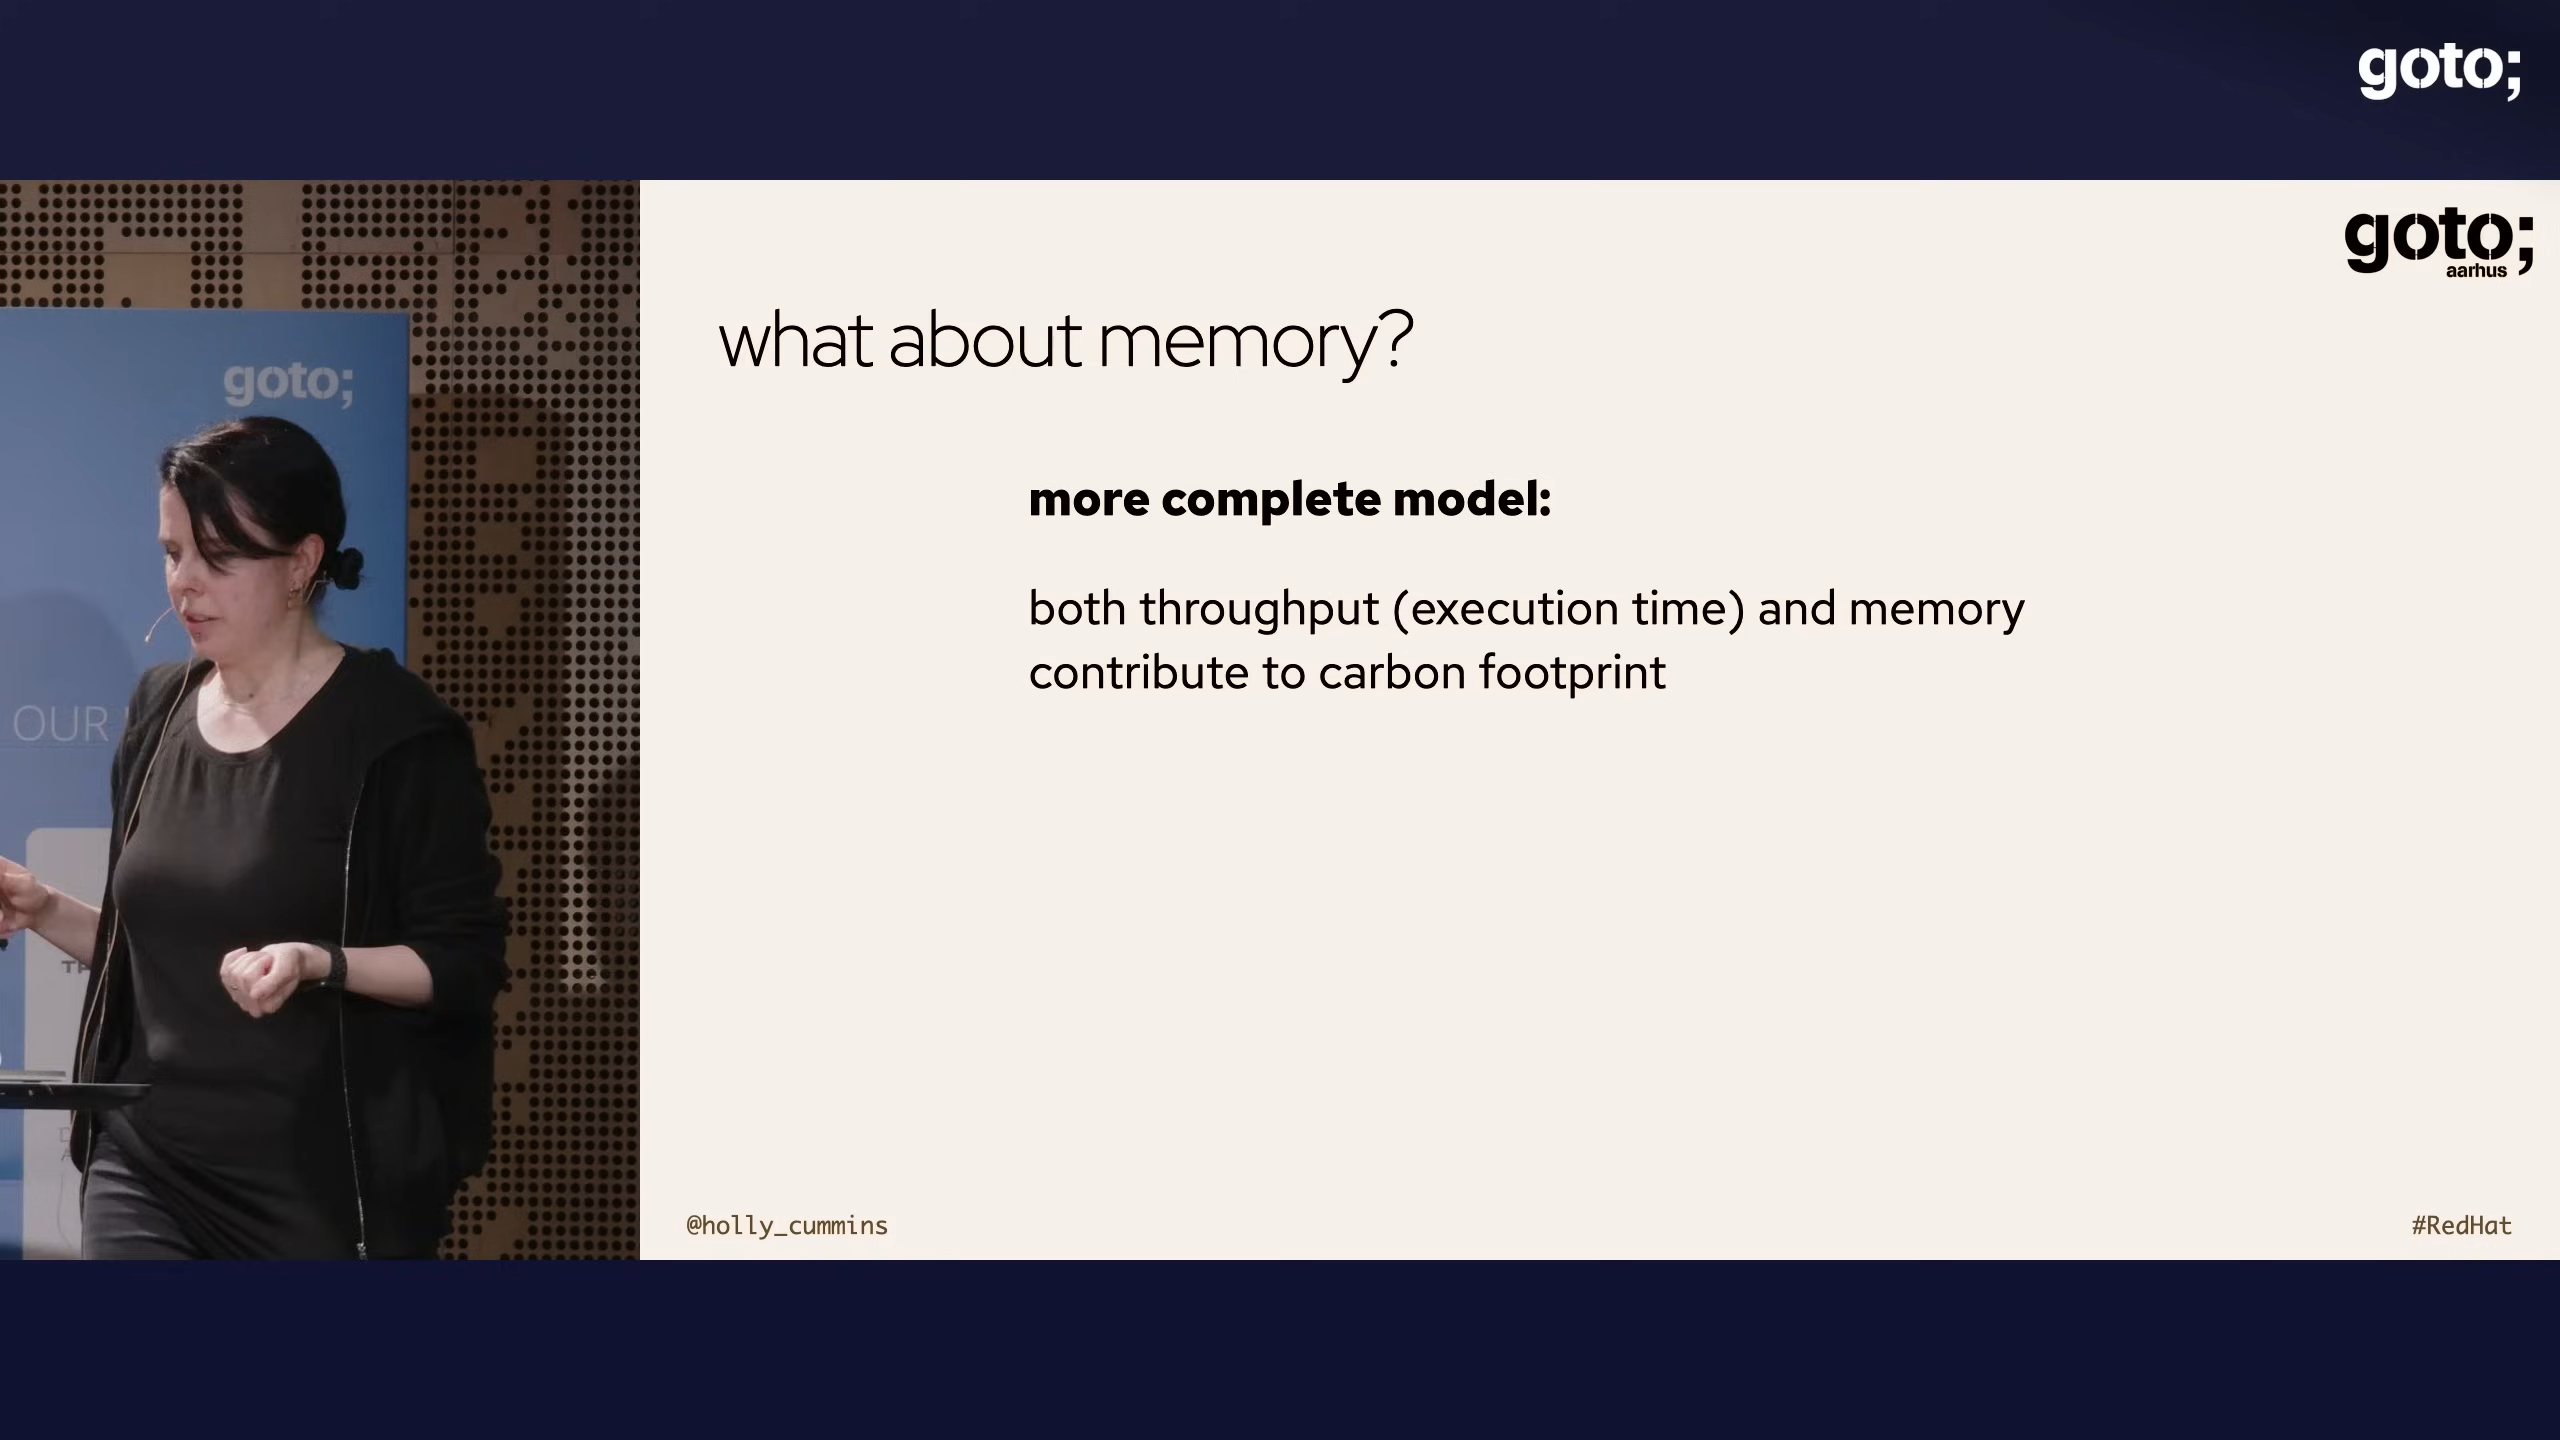 goto;
goto;
aarhus
what about memory?
more complete model:
both throughput (execution time) and memory
contribute to carbon footprint
@holly_cummins
#RedHat
goto;
OUR